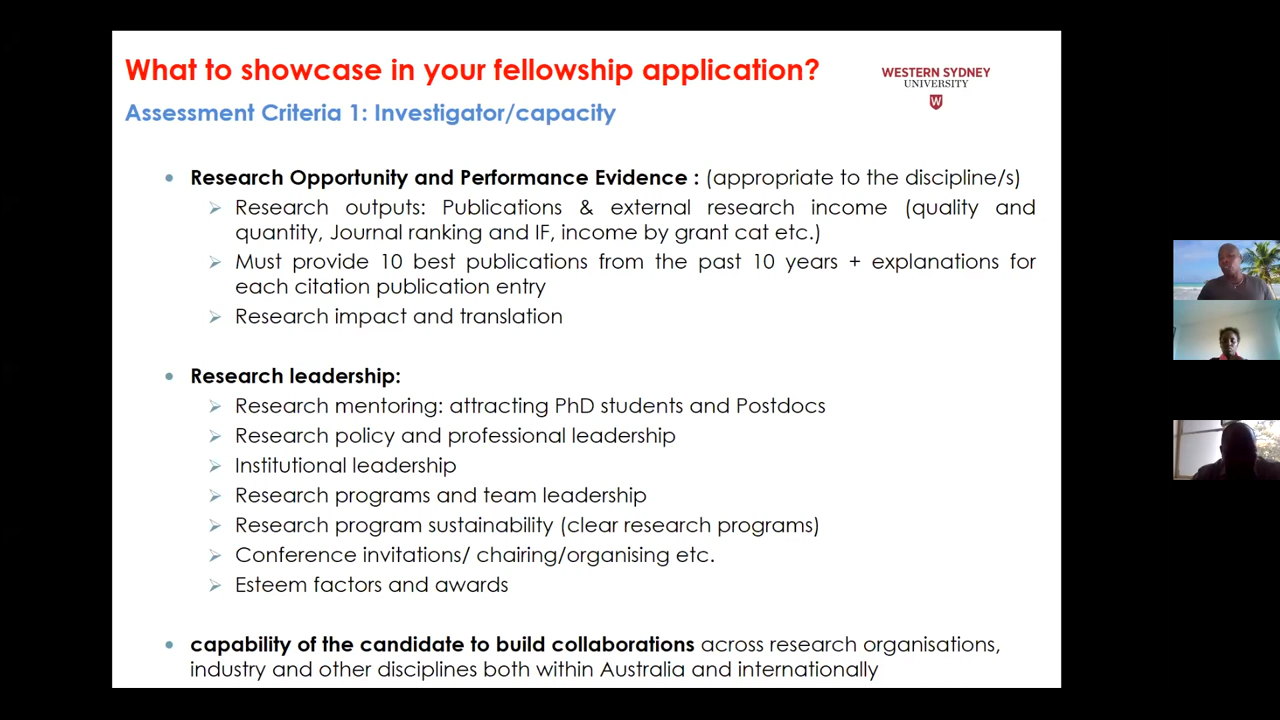 What to showcase in your fellowship application?
WESTERN SYDNEY
UNIVERSITY
W
Assessment Criteria 1: Investigator/capacity
• Research Opportunity and Performance Evidence : (appropriate to the discipline/s)
➢ Research outputs: Publications & external research income (quality and
quantity, Journal ranking and IF, income by grant cat etc.)
➢ Must provide 10 best publications from the past 10 years + explanations for
each citation publication entry
➢ Research impact and translation
• Research leadership:
➢ Research mentoring: attracting PhD students and Postdocs
➢ Research policy and professional leadership
➢ Institutional leadership
➢ Research programs and team leadership
➢ Research program sustainability (clear research programs)
➢ Conference invitations/ chairing/organising etc.
➢ Esteem factors and awards
• capability of the candidate to build collaborations across research organisations,
industry and other disciplines both within Australia and internationally